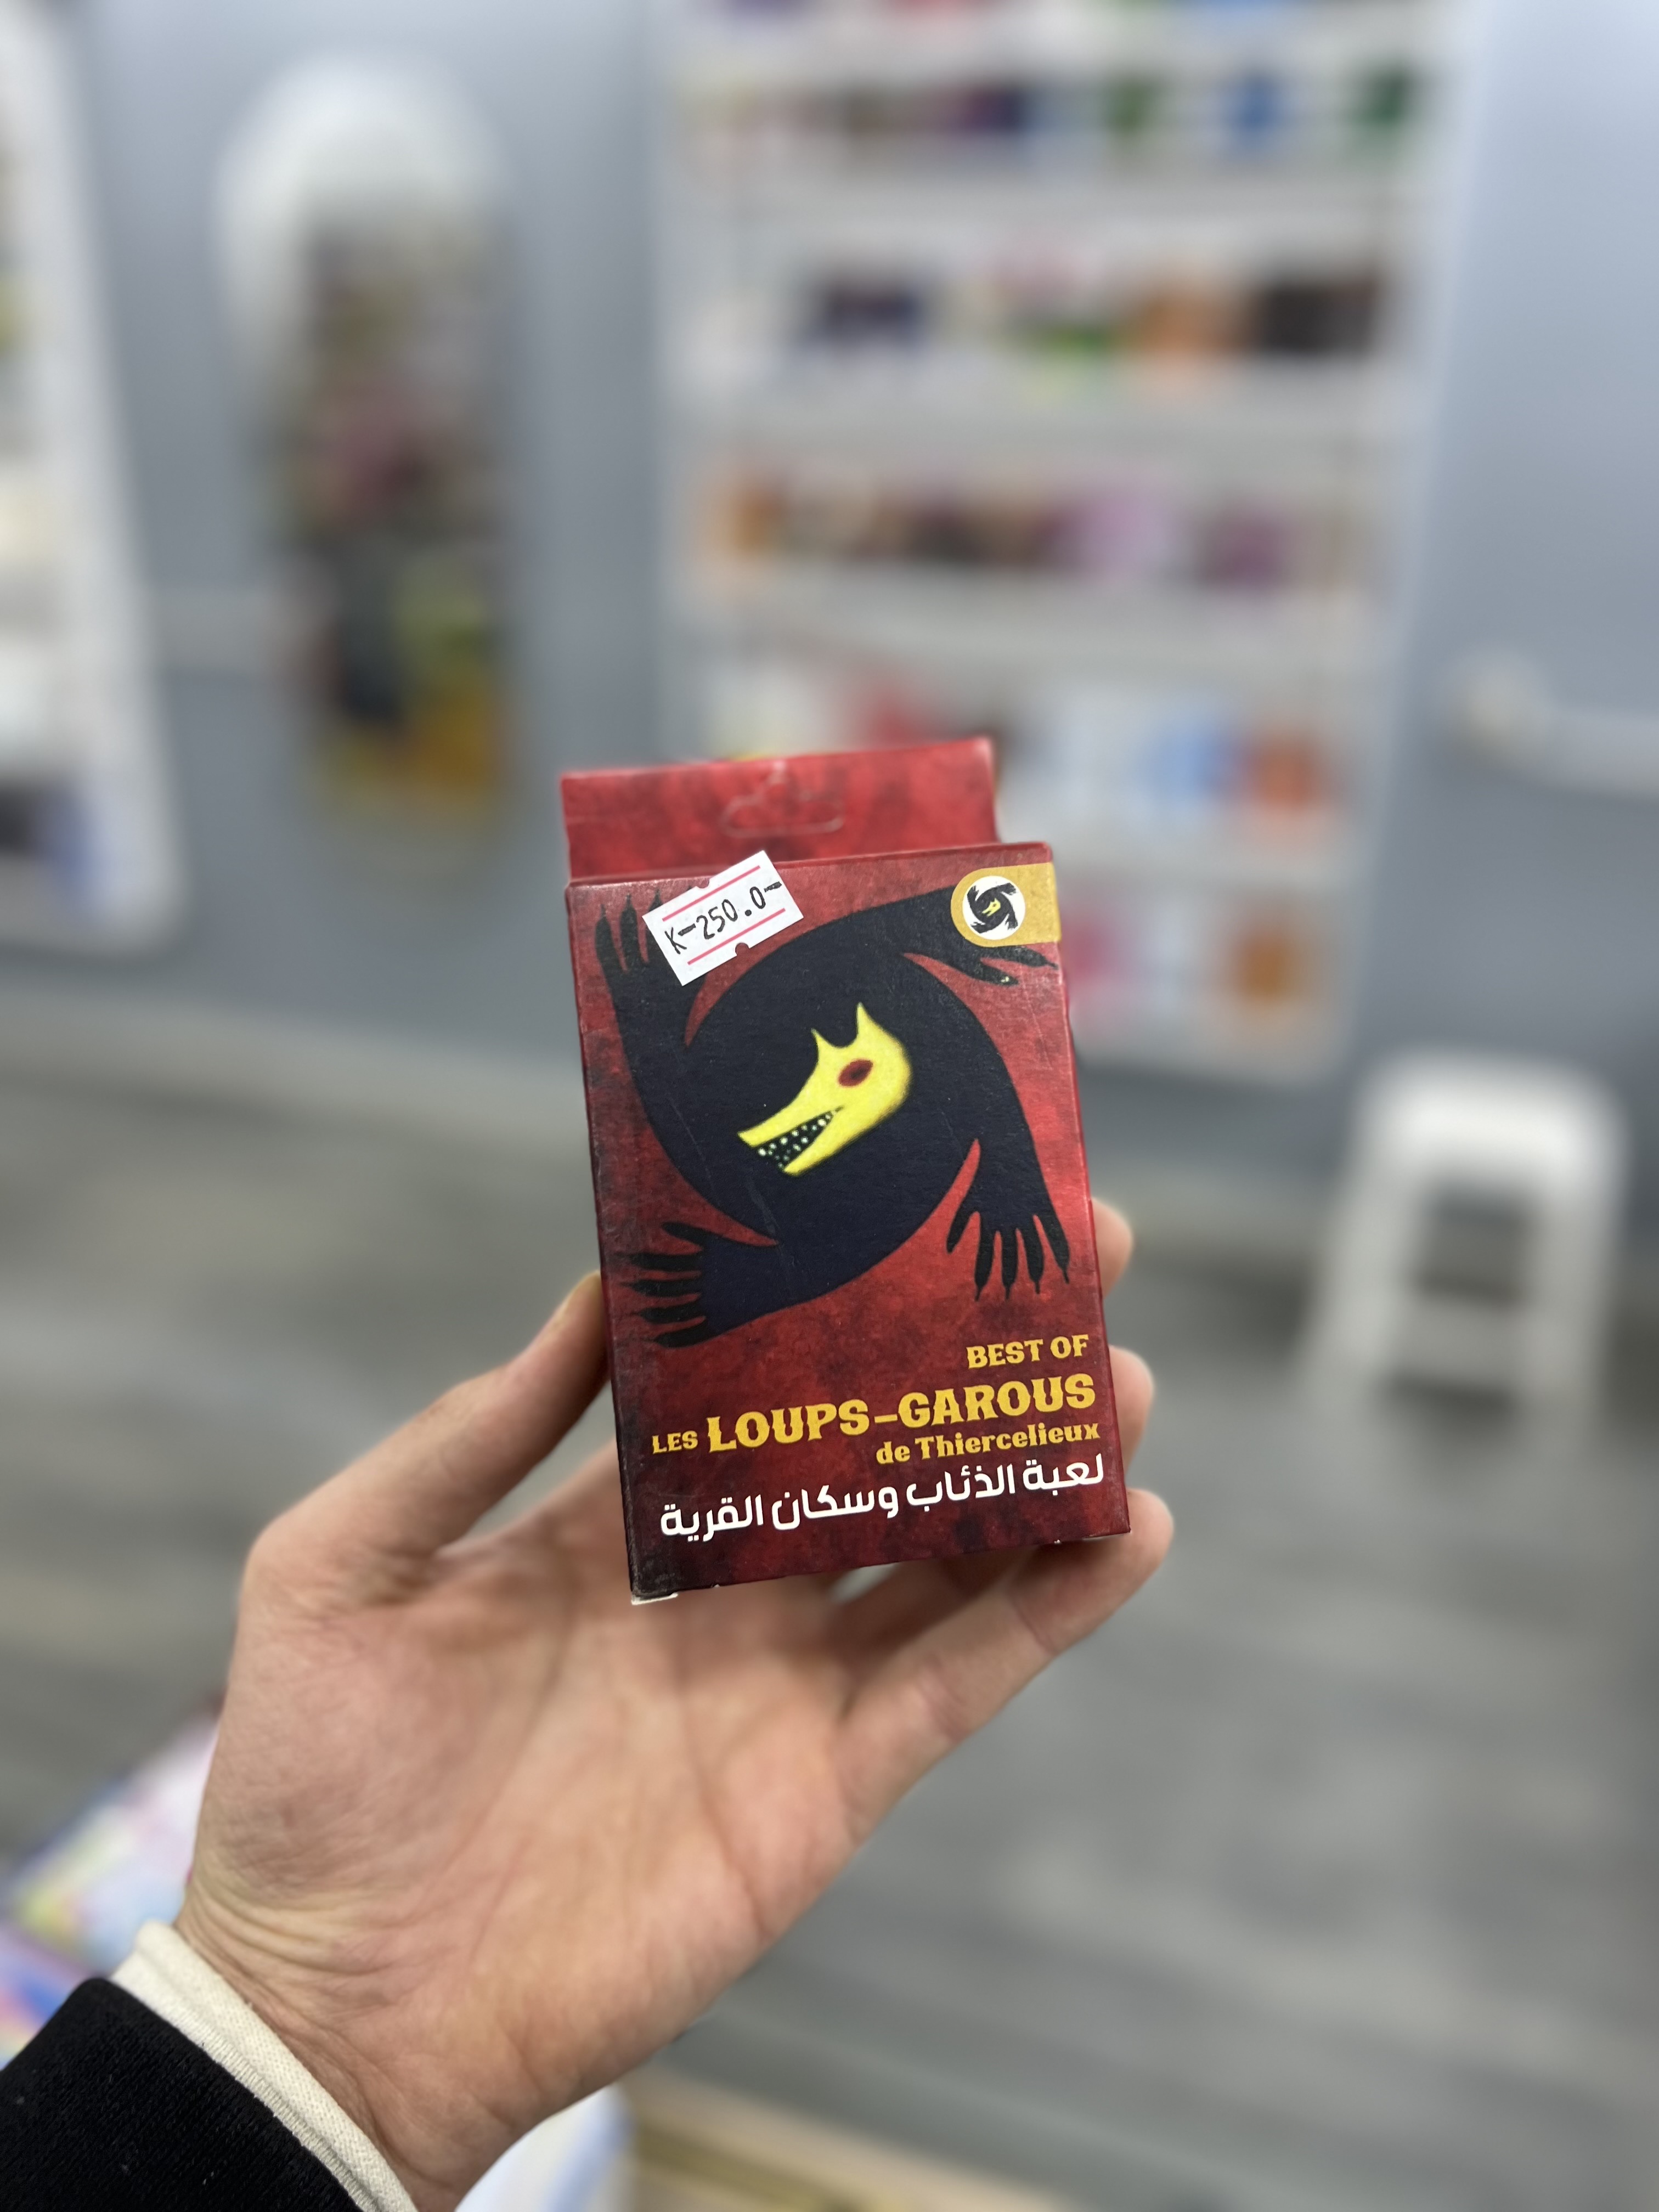 K-250.0-
BEST OF
LES LOUPS-GAROUS
de Thiercelieux
لعبة الذئاب وسكان القرية